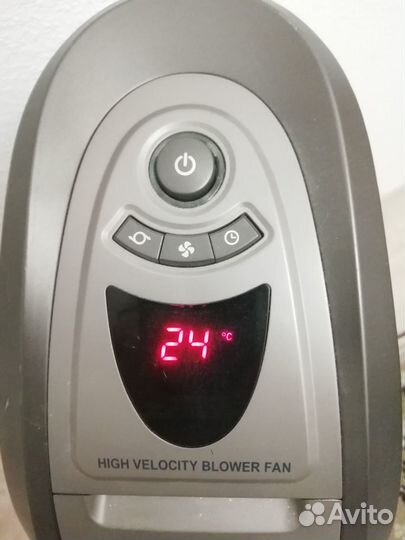 24 °C
HIGH VELOCITY BLOWER FAN
Avito